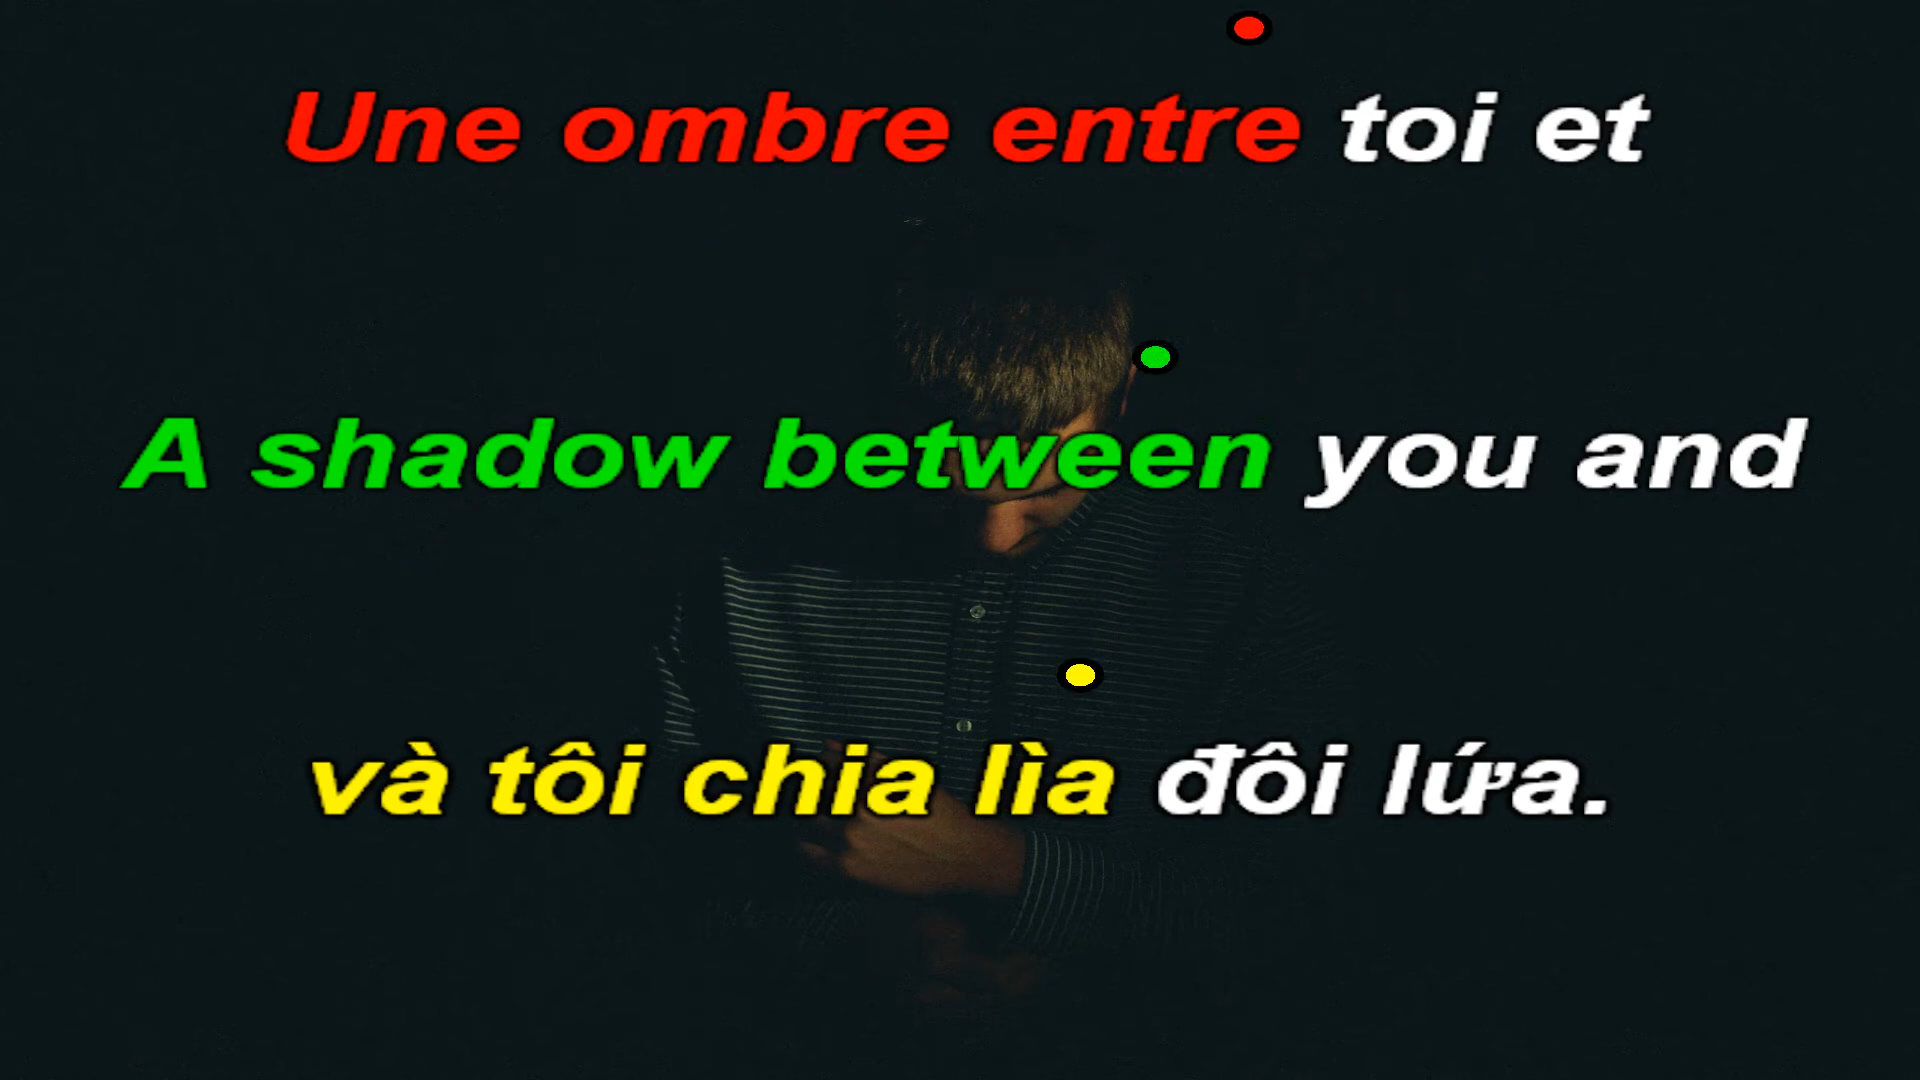 Une ombre entre toi et
A shadow between you and
và tôi chia lìa đôi lứa.